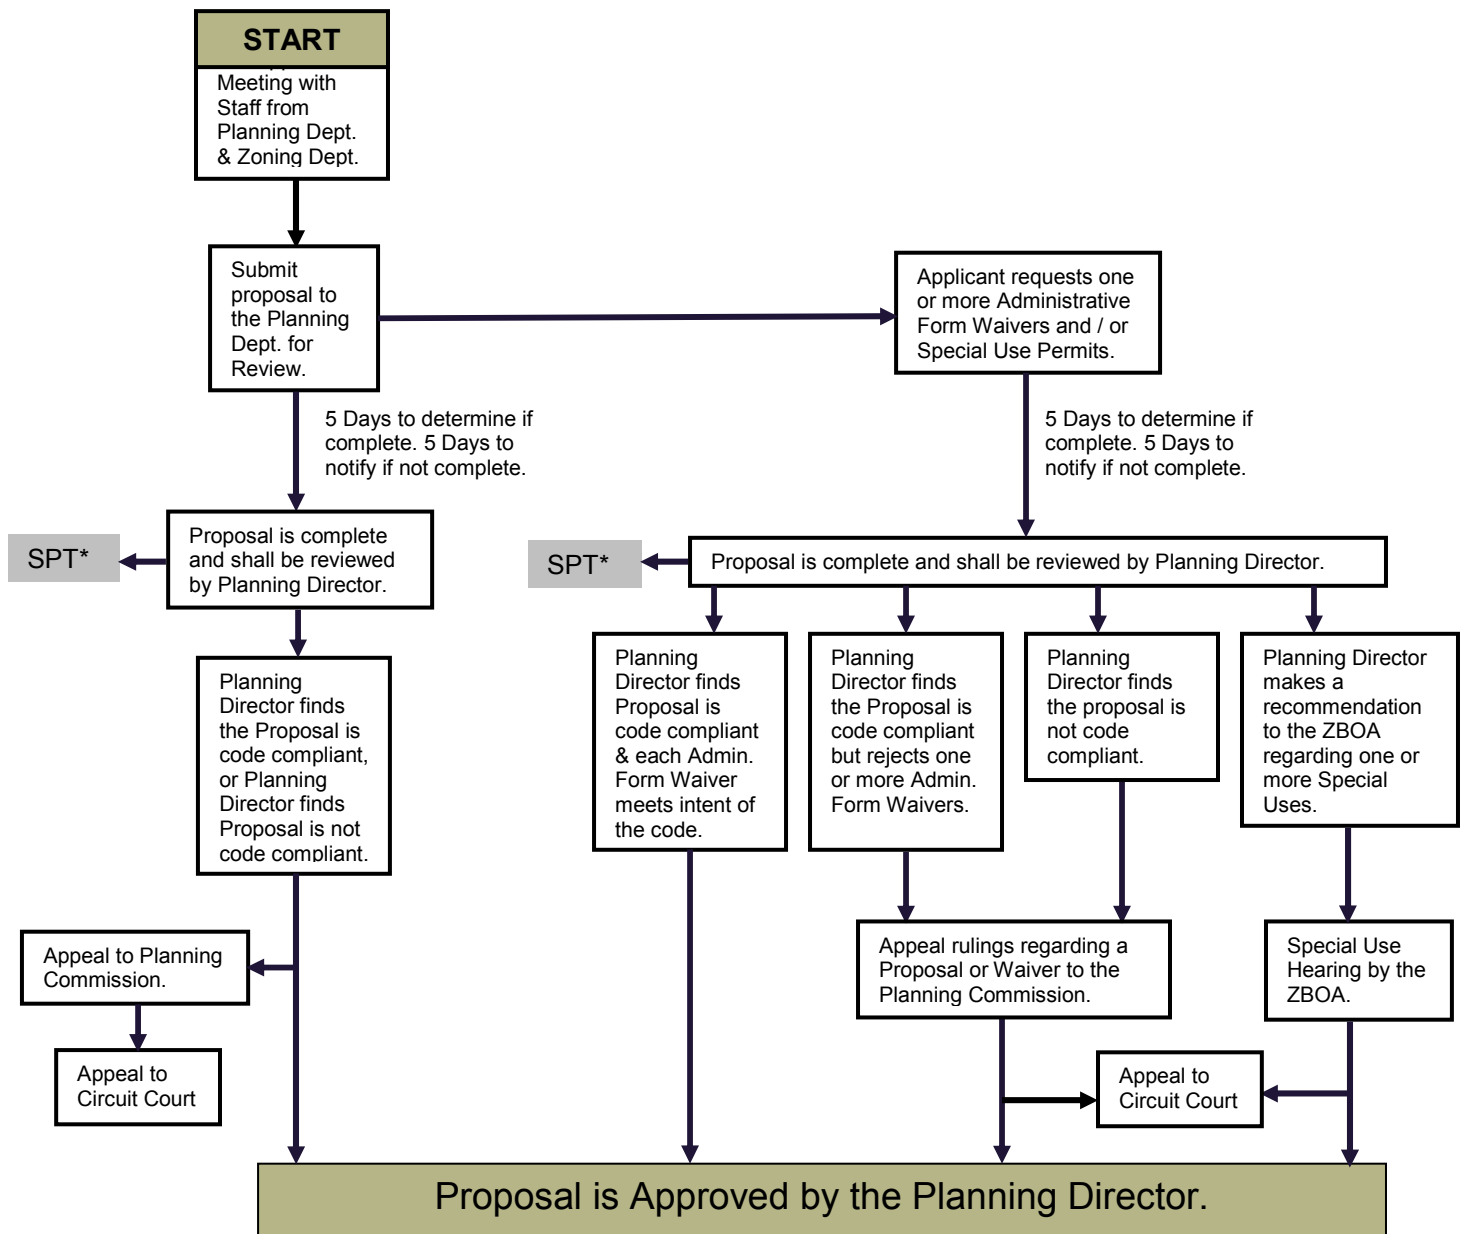 START
Meeting with
Staff from
Planning Dept.
& Zoning Dept.
Submit
proposal to
the Planning
Dept. for
Review.
Applicant requests one
or more Administrative
Form Waivers and / or
Special Use Permits.
5 Days to determine if
complete. 5 Days to
notify if not complete.
5 Days to determine if
complete. 5 Days to
notify if not complete.
SPT*
Proposal is complete
and shall be reviewed
by Planning Director.
SPT*
Proposal is complete and shall be reviewed by Planning Director.
Planning
Director finds
the Proposal is
code compliant,
or Planning
Director finds
Proposal is not
code compliant.
Planning
Director finds
Proposal is
code compliant
& each Admin.
Form Waiver
meets intent of
the code.
Planning
Director finds
the Proposal is
code compliant
but rejects one
or more Admin.
Form Waivers.
Planning
Director finds
the proposal is
not code
compliant.
Planning Director
makes a
recommendation
to the ZBOA
regarding one or
more Special
Uses.
Appeal to Planning
Commission.
Appeal to
Circuit Court
Appeal rulings regarding a
Proposal or Waiver to the
Planning Commission.
Special Use
Hearing by the
ZBOA.
Appeal to
Circuit Court
Proposal is Approved by the Planning Director.